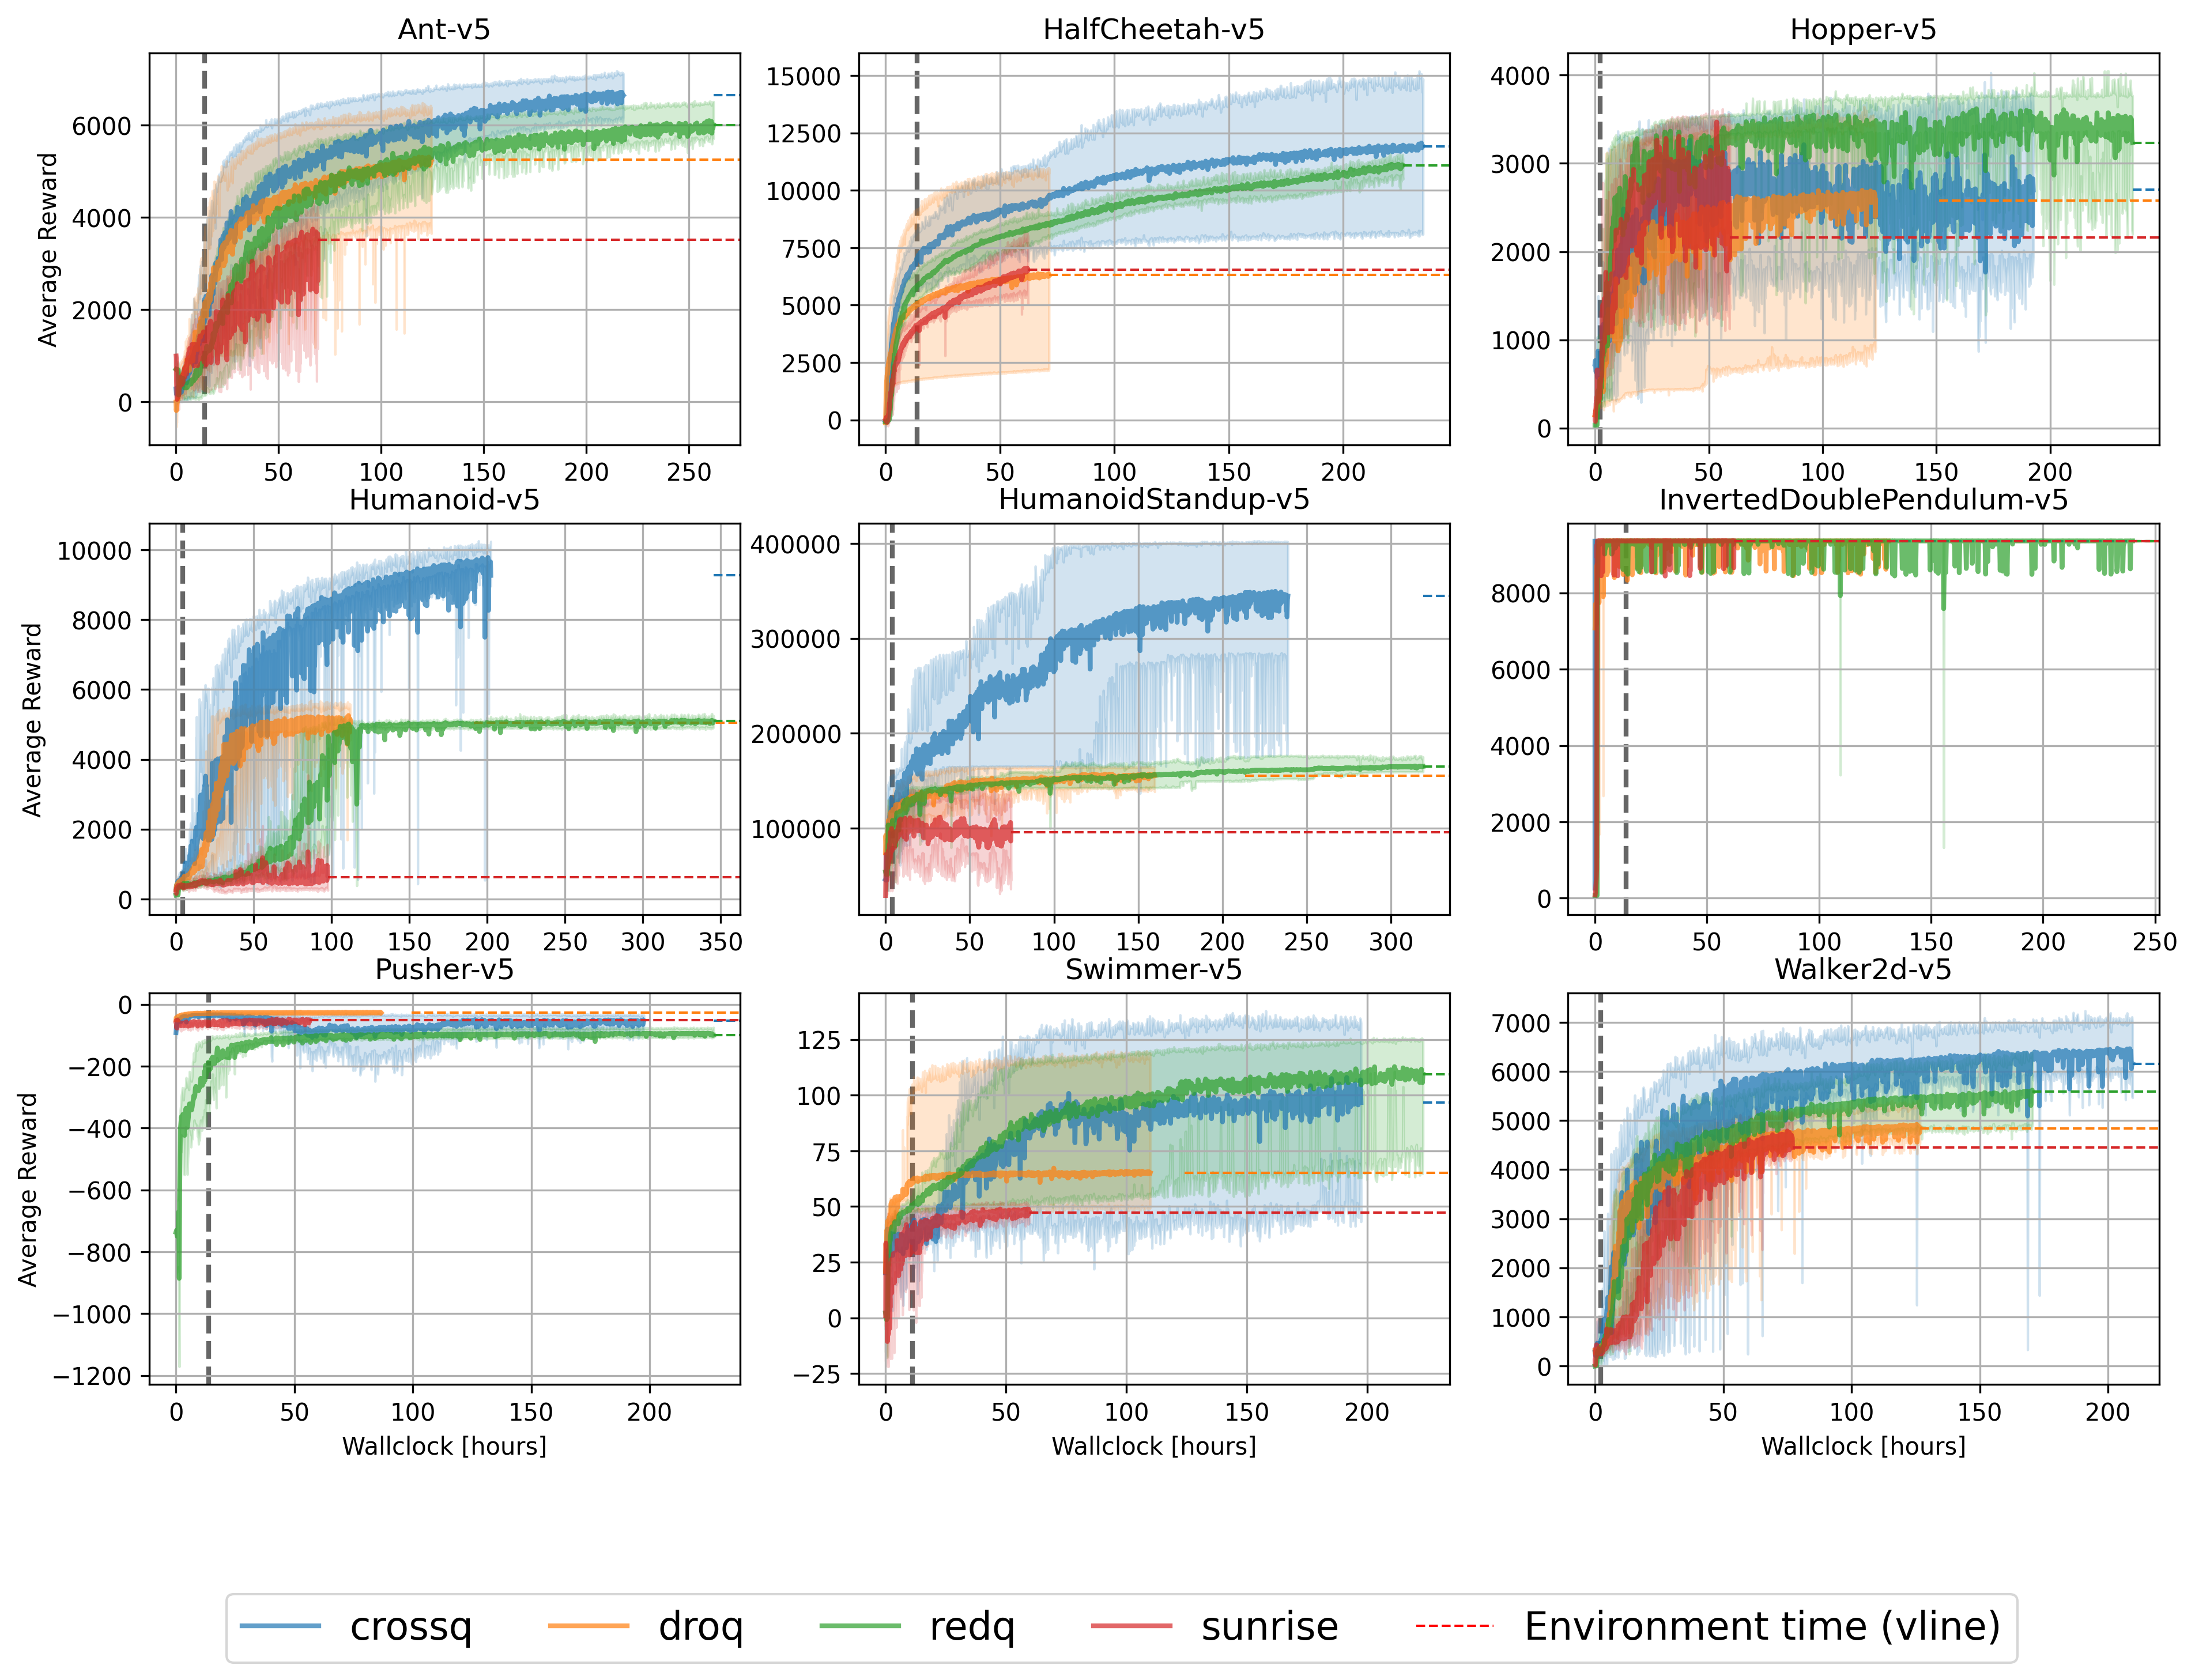 Ant-v5
HalfCheetah-v5
Hopper-v5
Average Reward
6000
4000
2000
0
0 50 100 150 200 250
15000
12500
10000
7500
5000
2500
0
0 50 100 150 200
4000
3000
2000
1000
0
0 50 100 150 200
Humanoid-v5
HumanoidStandup-v5
InvertedDoublePendulum-v5
Average Reward
10000
8000
6000
4000
2000
0
0 50 100 150 200 250 300 350
400000
300000
200000
100000
0 50 100 150 200 250 300
8000
6000
4000
2000
0
0 50 100 150 200 250
Pusher-v5
Swimmer-v5
Walker2d-v5
Average Reward
0
−200
−400
−600
−800
−1000
−1200
0 50 100 150 200
Wallclock [hours]
125
100
75
50
25
0
−25
0 50 100 150 200
Wallclock [hours]
7000
6000
5000
4000
3000
2000
1000
0
0 50 100 150 200
Wallclock [hours]
crossq droq redq sunrise Environment time (vline)